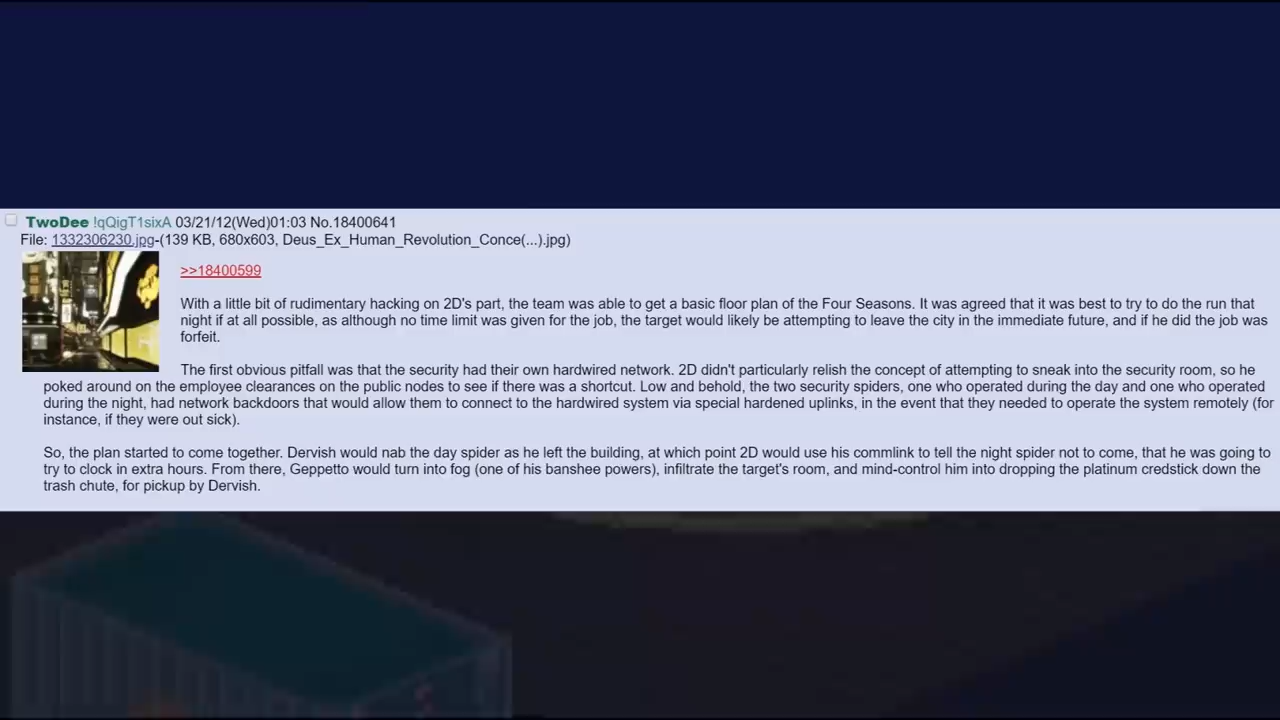 TwoDee !qQigT1sixA 03/21/12(Wed)01:03 No.18400641
File: 1332306230.jpg-(139 KB, 680x603, Deus_Ex_Human_Revolution_Conce(...).jpg)
>>18400599
With a little bit of rudimentary hacking on 2D's part, the team was able to get a basic floor plan of the Four Seasons. It was agreed that it was best to try to do the run that
night if at all possible, as although no time limit was given for the job, the target would likely be attempting to leave the city in the immediate future, and if he did the job was
forfeit.
The first obvious pitfall was that the security had their own hardwired network. 2D didn't particularly relish the concept of attempting to sneak into the security room, so he
poked around on the employee clearances on the public nodes to see if there was a shortcut. Low and behold, the two security spiders, one who operated during the day and one who operated
during the night, had network backdoors that would allow them to connect to the hardwired system via special hardened uplinks, in the event that they needed to operate the system remotely (for
instance, if they were out sick).
So, the plan started to come together. Dervish would nab the day spider as he left the building, at which point 2D would use his commlink to tell the night spider not to come, that he was going to
try to clock in extra hours. From there, Geppetto would turn into fog (one of his banshee powers), infiltrate the target's room, and mind-control him into dropping the platinum credstick down the
trash chute, for pickup by Dervish.